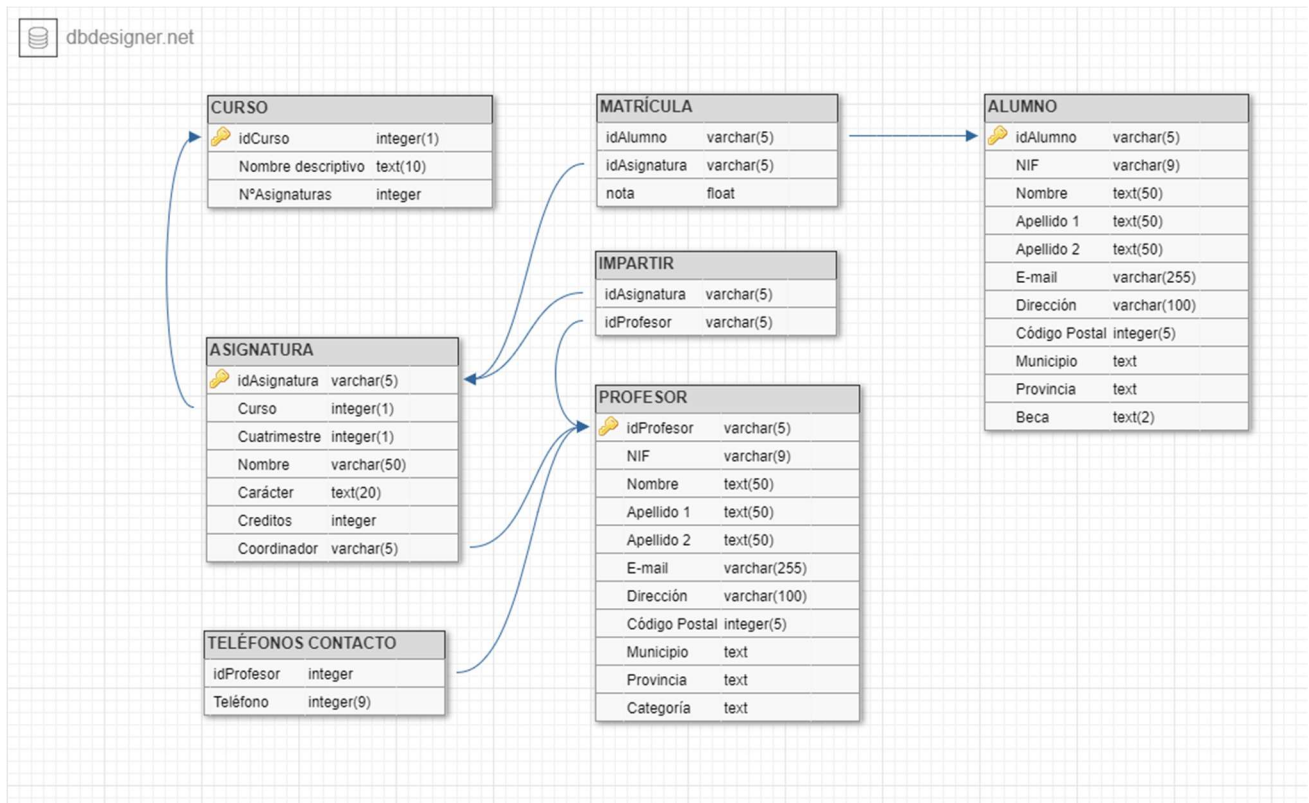 dbdesigner.net
CURSO
idCurso integer(1)
Nombre descriptivo text(10)
NºAsignaturas integer
MATRÍCULA
idAlumno varchar(5)
idAsignatura varchar(5)
nota float
ALUMNO
idAlumno varchar(5)
NIF varchar(9)
Nombre text(50)
Apellido 1 text(50)
Apellido 2 text(50)
E-mail varchar(255)
Dirección varchar(100)
Código Postal integer(5)
Municipio text
Provincia text
Beca text(2)
IMPARTIR
idAsignatura varchar(5)
idProfesor varchar(5)
ASIGNATURA
idAsignatura varchar(5)
Curso integer(1)
Cuatrimestre integer(1)
Nombre varchar(50)
Carácter text(20)
Creditos integer
Coordinador varchar(5)
PROFESOR
idProfesor varchar(5)
NIF varchar(9)
Nombre text(50)
Apellido 1 text(50)
Apellido 2 text(50)
E-mail varchar(255)
Dirección varchar(100)
Código Postal integer(5)
Municipio text
Provincia text
Categoría text
TELÉFONOS CONTACTO
idProfesor integer
Teléfono integer(9)